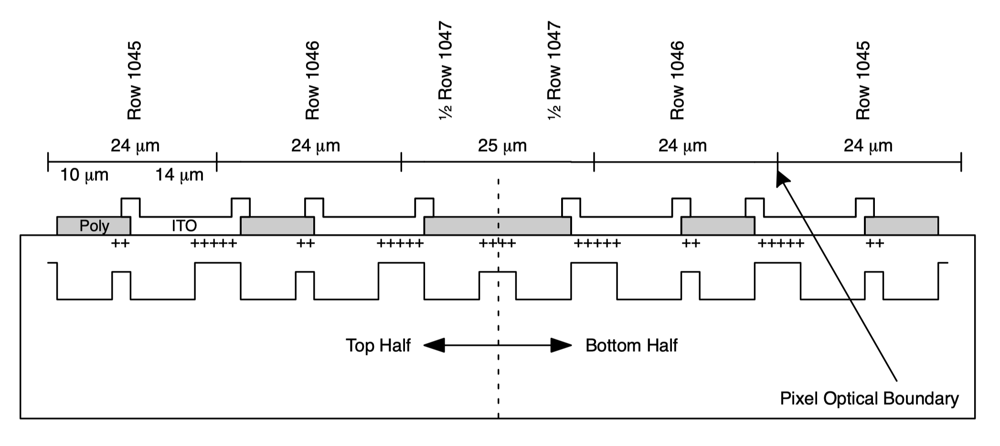 Row 1045
Row 1046
½ Row 1047
½ Row 1047
Row 1046
Row 1045
24 μm
24 μm
25 μm
24 μm
24 μm
10 μm
14 μm
Poly
ITO
++ +++++ ++ +++++ ++++ +++++ ++ +++++ ++
Top Half
Bottom Half
Pixel Optical Boundary